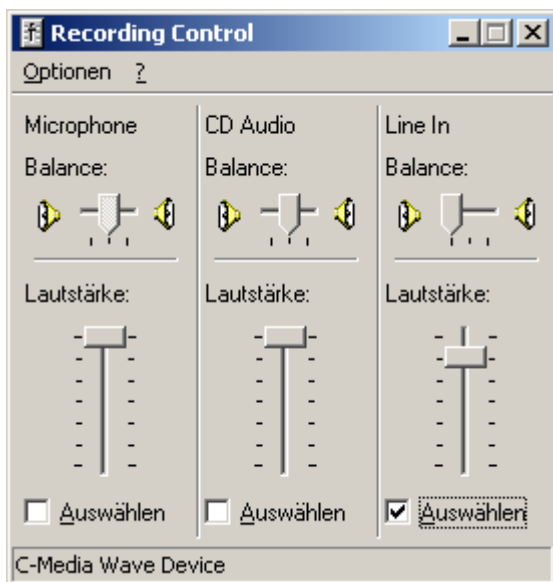 Recording Control
Optionen ?
Microphone
Balance:
Lautstärke:
Auswählen
CD Audio
Balance:
Lautstärke:
Auswählen
Line In
Balance:
Lautstärke:
Auswählen
C-Media Wave Device